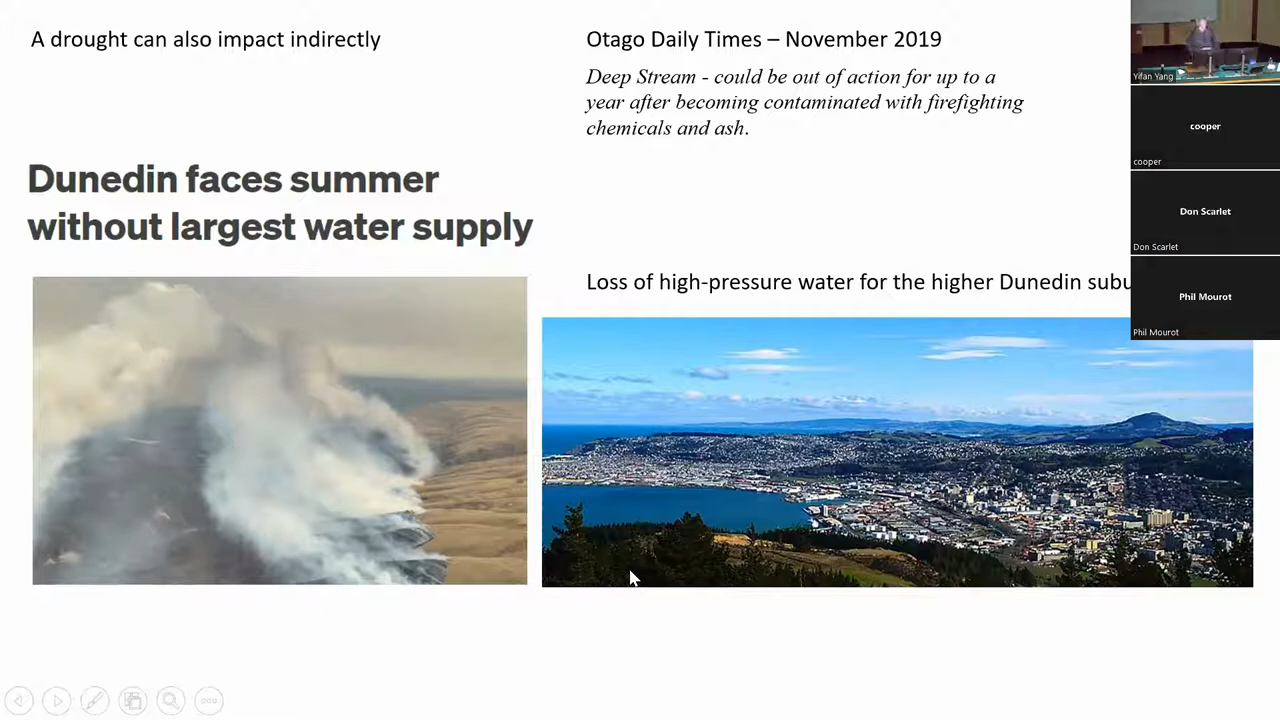 A drought can also impact indirectly
Otago Daily Times – November 2019
Deep Stream - could be out of action for up to a
year after becoming contaminated with firefighting
chemicals and ash.
Dunedin faces summer
without largest water supply
Loss of high-pressure water for the higher Dunedin subu
Yifan Yang
cooper
cooper
Don Scarlet
Don Scarlet
Phil Mourot
Phil Mourot